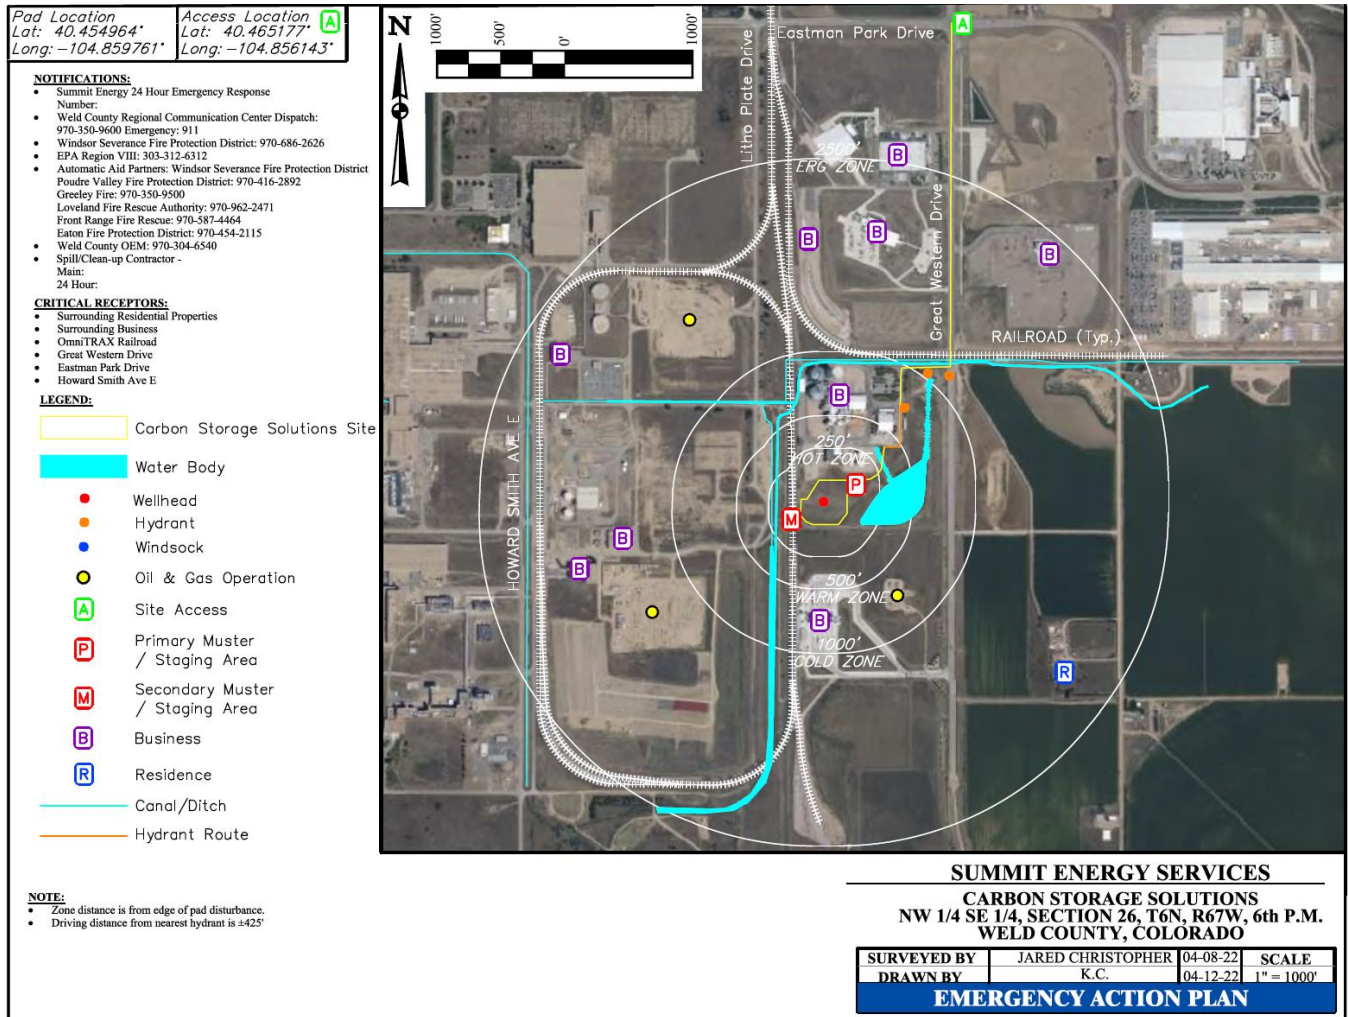 Pad Location
Lat: 40.454964°
Long: −104.859761°
Access Location A
Lat: 40.465177°
Long: −104.856143°
NOTIFICATIONS:
• Summit Energy 24 Hour Emergency Response
Number:
• Weld County Regional Communication Center Dispatch:
970-350-9600 Emergency: 911
• Windsor Severance Fire Protection District: 970-686-2626
• EPA Region VIII: 303-312-6312
• Automatic Aid Partners: Windsor Severance Fire Protection District
Poudre Valley Fire Protection District: 970-416-2892
Greeley Fire: 970-350-9500
Loveland Fire Rescue Authority: 970-962-2471
Front Range Fire Rescue: 970-587-4464
Eaton Fire Protection District: 970-454-2115
• Weld County OEM: 970-304-6540
• Spill/Clean-up Contractor -
Main:
24 Hour:
CRITICAL RECEPTORS:
• Surrounding Residential Properties
• Surrounding Business
• OmniTRAX Railroad
• Great Western Drive
• Eastman Park Drive
• Howard Smith Ave E
LEGEND:
Carbon Storage Solutions Site
Water Body
Wellhead
Hydrant
Windsock
Oil & Gas Operation
A Site Access
P Primary Muster
/ Staging Area
M Secondary Muster
/ Staging Area
B Business
R Residence
Canal/Ditch
Hydrant Route
NOTE:
• Zone distance is from edge of pad disturbance.
• Driving distance from nearest hydrant is ±425'
N
1000'
500'
0'
1000'
Litho Plate Drive
Eastman Park Drive
A
2500'
ERG ZONE
B
B
B
B
Great Western Drive
RAILROAD (Typ.)
B
B
HOWARD SMITH AVE E
250'
HOT ZONE
P
M
B
B
500'
WARM ZONE
B
1000'
COLD ZONE
R
SUMMIT ENERGY SERVICES
CARBON STORAGE SOLUTIONS
NW 1/4 SE 1/4, SECTION 26, T6N, R67W, 6th P.M.
WELD COUNTY, COLORADO
SURVEYED BY JARED CHRISTOPHER 04-08-22 SCALE
DRAWN BY K.C. 04-12-22 1" = 1000'
EMERGENCY ACTION PLAN